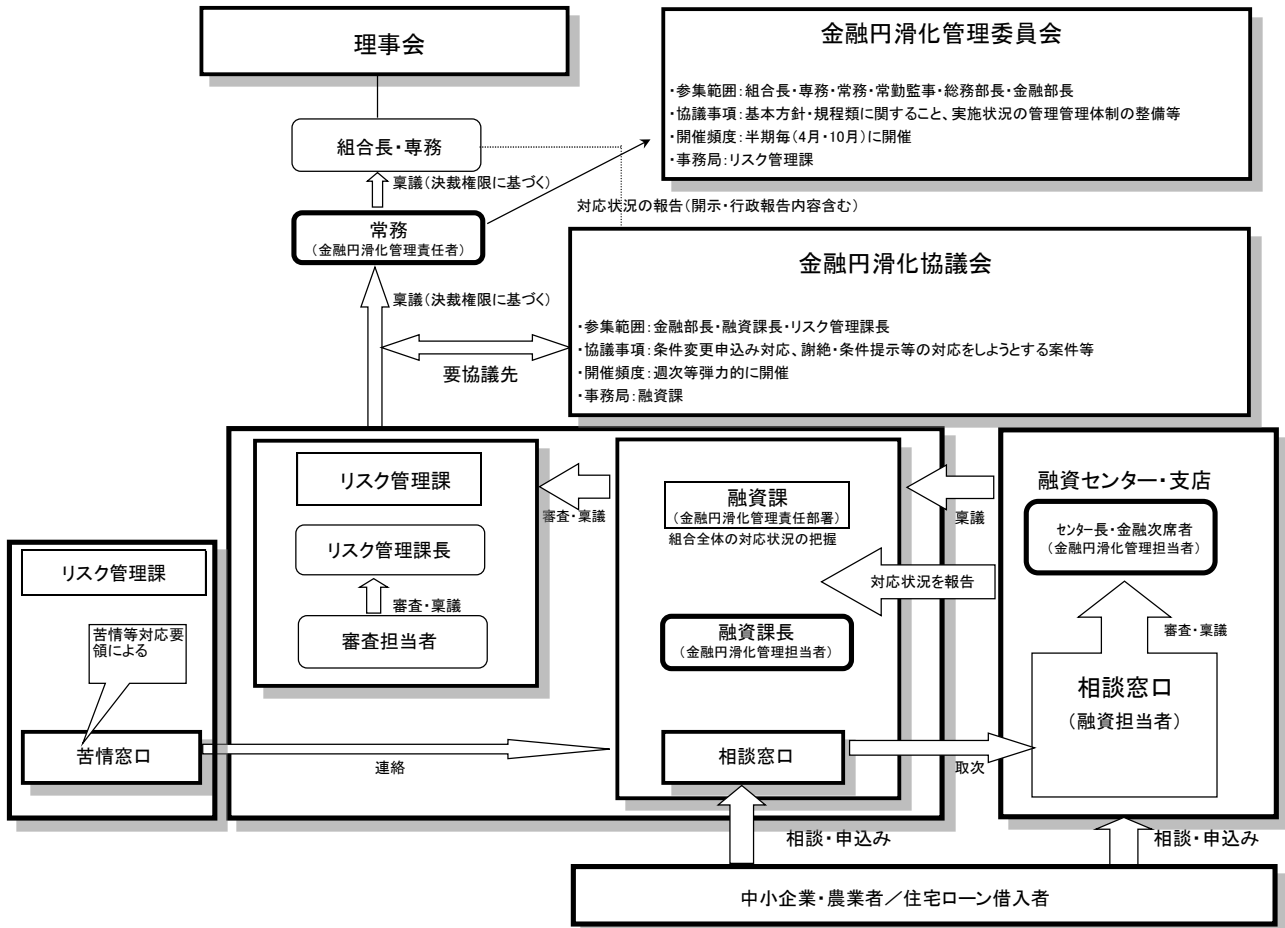 理事会
金融円滑化管理委員会
・参集範囲:組合長・専務・常務・常勤監事・総務部長・金融部長
・協議事項:基本方針・規程類に関すること、実施状況の管理管理体制の整備等
・開催頻度:半期毎(4月・10月)に開催
・事務局:リスク管理課
組合長・専務
稟議(決裁権限に基づく)
対応状況の報告(開示・行政報告内容含む)
常務
(金融円滑化管理責任者)
金融円滑化協議会
・参集範囲:金融部長・融資課長・リスク管理課長
・協議事項:条件変更申込み対応、謝絶・条件提示等の対応をしようとする案件等
・開催頻度:週次等弾力的に開催
・事務局:融資課
稟議(決裁権限に基づく)
要協議先
リスク管理課
リスク管理課長
審査・稟議
審査担当者
審査・稟議
融資課
(金融円滑化管理責任部署)
組合全体の対応状況の把握
融資課長
(金融円滑化管理担当者)
相談窓口
稟議
対応状況を報告
融資センター・支店
センター長・金融次席者
(金融円滑化管理担当者)
審査・稟議
相談窓口
(融資担当者)
リスク管理課
苦情等対応要
領による
苦情窓口
連絡
取次
相談・申込み
相談・申込み
中小企業・農業者/住宅ローン借入者